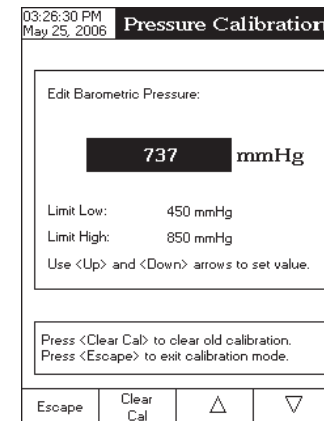 03:26:30 PM
May 25, 2006
Pressure Calibration
Edit Barometric Pressure:
737 mmHg
Limit Low: 450 mmHg
Limit High: 850 mmHg
Use <Up> and <Down> arrows to set value.
Press <Clear Cal> to clear old calibration.
Press <Escape> to exit calibration mode.
Escape
Clear
Cal